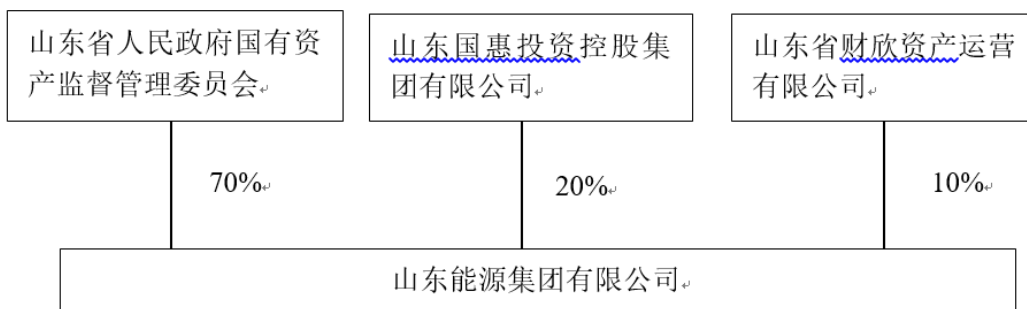 山东省人民政府国有资
产监督管理委员会
山东国惠投资控股集
团有限公司
山东省财欣资产运营
有限公司
70%
20%
10%
山东能源集团有限公司